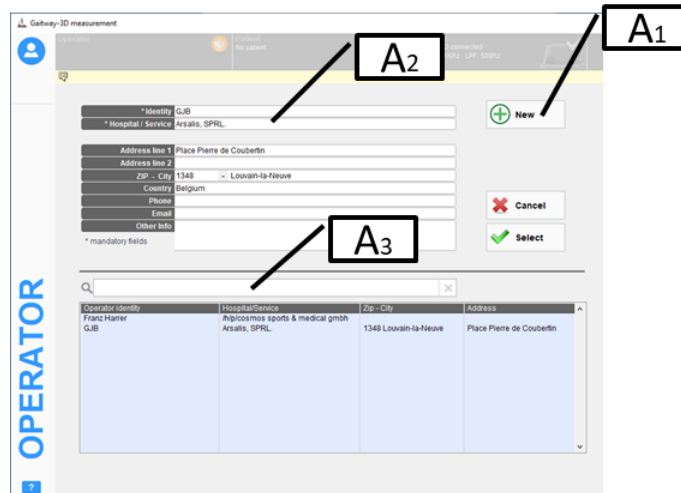 Gaitway-3D measurement
A1
Operator
Patient
No patient
A2
connected
LPF: 500Hz
* Identity GJB
* Hospital / Service Arsalis, SPRL.
New
Address line 1 Place Pierre de Coubertin
Address line 2
ZIP - City 1348 - Louvain-la-Neuve
Country Belgium
Phone
Email
Other Info
* mandatory fields
Cancel
Select
A3
OPERATOR
Operator identity Hospital/Service Zip - City Address
Franz Harrer /h/p/cosmos sports & medical gmbh
GJB Arsalis, SPRL. 1348 Louvain-la-Neuve Place Pierre de Coubertin
?